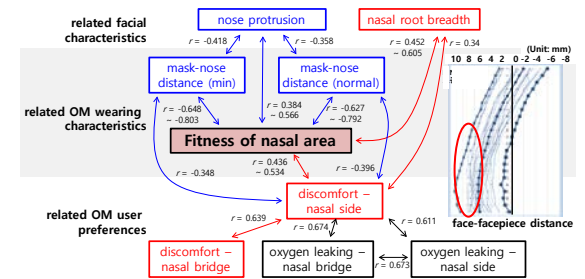 related facial
characteristics
nose protrusion
nasal root breadth
r = -0.418
r = -0.358
r = 0.452
– 0.605
r = 0.34
(Unit: mm)
10 8 6 4 2 0 -2 -4 -6 -8
mask-nose
distance (min)
mask-nose
distance (normal)
related OM wearing
characteristics
r = -0.648
– -0.803
r = 0.384
– 0.566
r = -0.627
– -0.792
Fitness of nasal area
r = 0.436
– 0.534
r = -0.348
r = -0.396
discomfort –
nasal side
face-facepiece distance
related OM user
preferences
r = 0.639
r = 0.674
r = 0.611
discomfort –
nasal bridge
oxygen leaking –
nasal bridge
r = 0.673
oxygen leaking –
nasal side